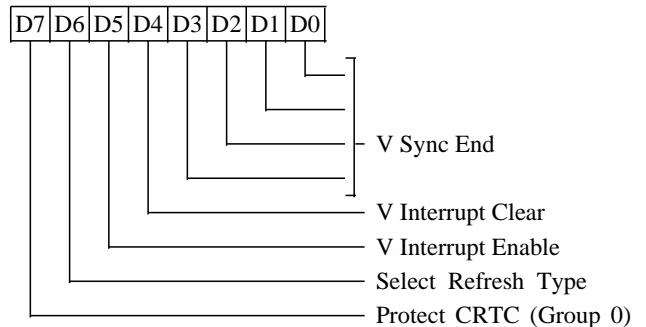 D7 D6 D5 D4 D3 D2 D1 D0
V Sync End
V Interrupt Clear
V Interrupt Enable
Select Refresh Type
Protect CRTC (Group 0)